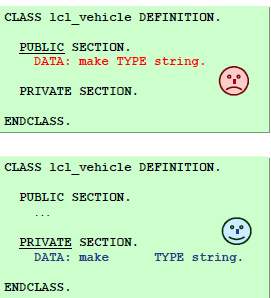 CLASS lcl_vehicle DEFINITION.
PUBLIC SECTION.
DATA: make TYPE string.
PRIVATE SECTION.
ENDCLASS.
CLASS lcl_vehicle DEFINITION.
PUBLIC SECTION.
...
PRIVATE SECTION.
DATA: make TYPE string.
ENDCLASS.